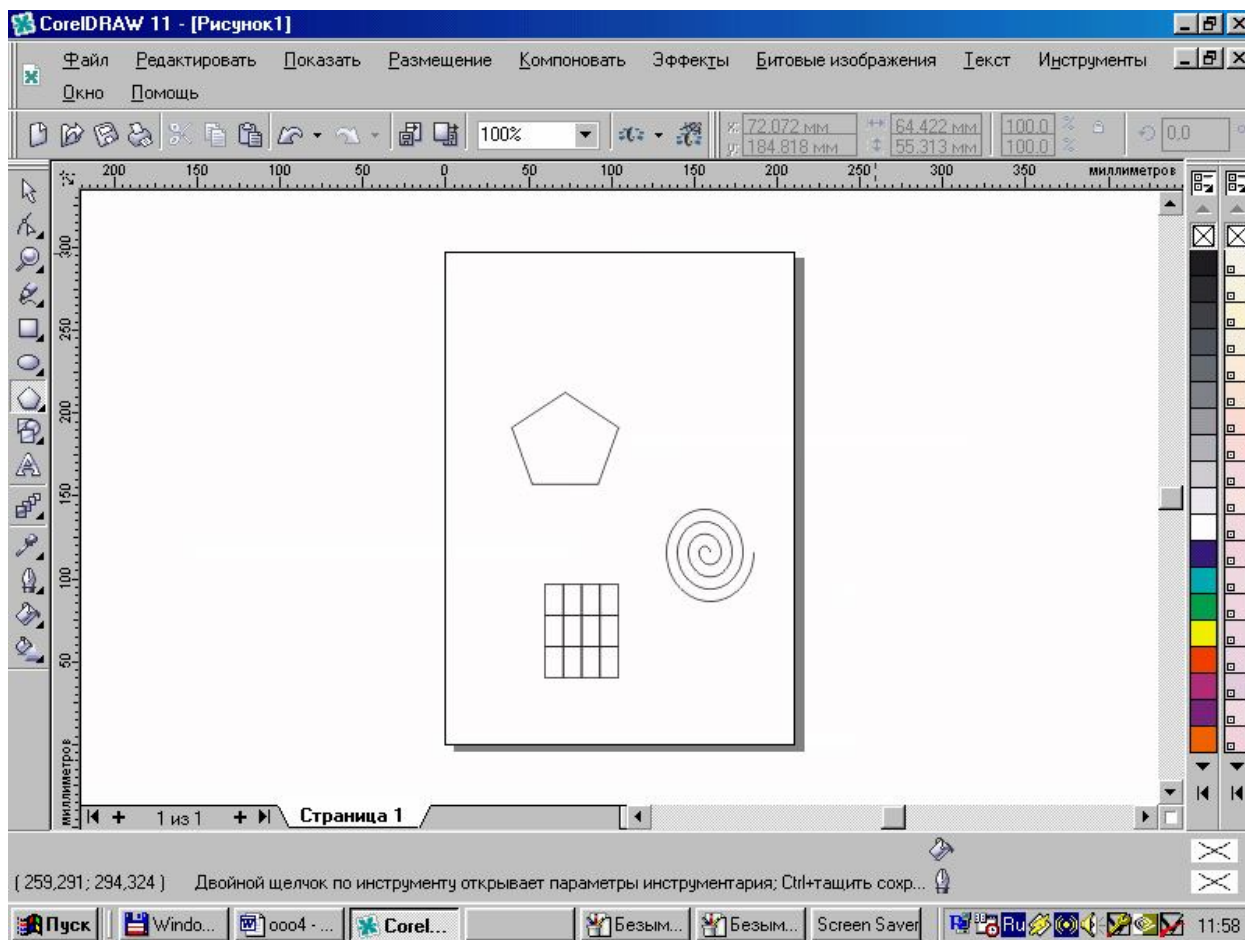 CorelDRAW 11 - [Рисунок1]
Файл Редактировать Показать Размещение Компоновать Эффекты Битовые изображения Текст Инструменты
Окно Помощь
100% x: 72.072 мм 64.422 мм 100.0 % 0,0 °
y: 184.818 мм 55.313 мм 100.0 %
200 150 100 50 0 50 100 150 200 250 300 350 миллиметров
300
250
200
150
100
50
миллиметров
1 из 1 Страница 1
( 259,291; 294,324 ) Двойной щелчок по инструменту открывает параметры инструментария; Ctrl+тащить сохр...
Пуск Windo... ооо4 - ... Corel... Безым... Безым... Screen Saver Ru 11:58